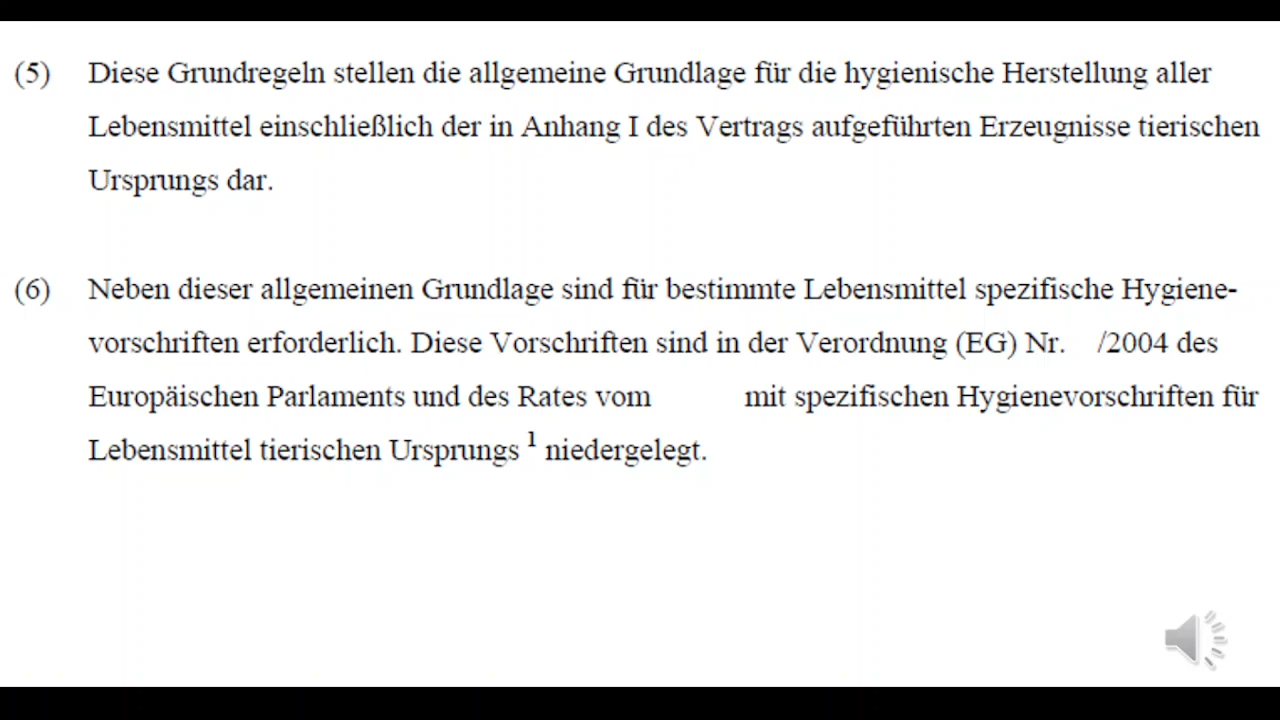 (5) Diese Grundregeln stellen die allgemeine Grundlage für die hygienische Herstellung aller
Lebensmittel einschließlich der in Anhang I des Vertrags aufgeführten Erzeugnisse tierischen
Ursprungs dar.
(6) Neben dieser allgemeinen Grundlage sind für bestimmte Lebensmittel spezifische Hygiene-
vorschriften erforderlich. Diese Vorschriften sind in der Verordnung (EG) Nr. /2004 des
Europäischen Parlaments und des Rates vom mit spezifischen Hygienevorschriften für
Lebensmittel tierischen Ursprungs ¹ niedergelegt.